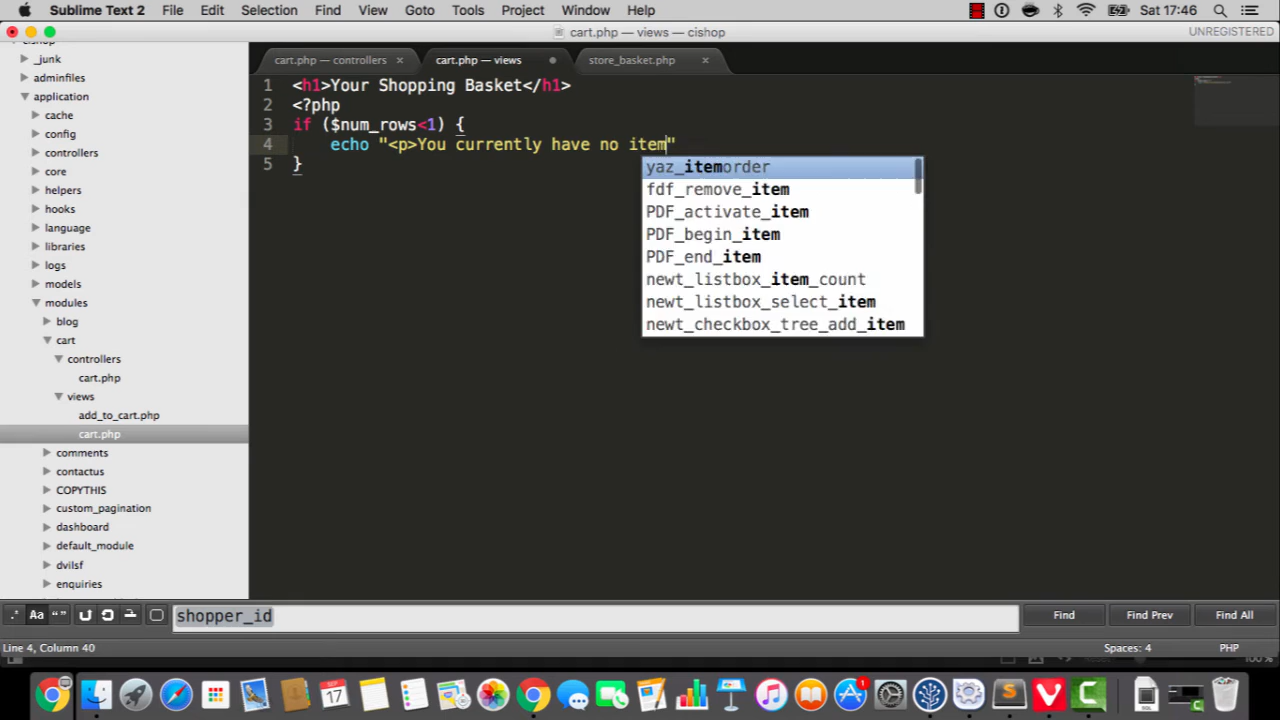 Sublime Text 2 File Edit Selection Find View Goto Tools Project Window Help Sat 17:46
cart.php — views — cishop UNREGISTERED
_junk
adminfiles
application
cache
config
controllers
core
helpers
hooks
language
libraries
logs
models
modules
blog
cart
controllers
cart.php
views
add_to_cart.php
cart.php
comments
contactus
COPYTHIS
custom_pagination
dashboard
default_module
dvilsf
enquiries
cart.php — controllers × cart.php — views store_basket.php ×
1 <h1>Your Shopping Basket</h1>
2 <?php
3 if ($num_rows<1) {
4 echo "<p>You currently have no item"
5 }
yaz_itemorder
fdf_remove_item
PDF_activate_item
PDF_begin_item
PDF_end_item
newt_listbox_item_count
newt_listbox_select_item
newt_checkbox_tree_add_item
.* Aa “” shopper_id Find Find Prev Find All
Line 4, Column 40 Spaces: 4 PHP
100%
17
1